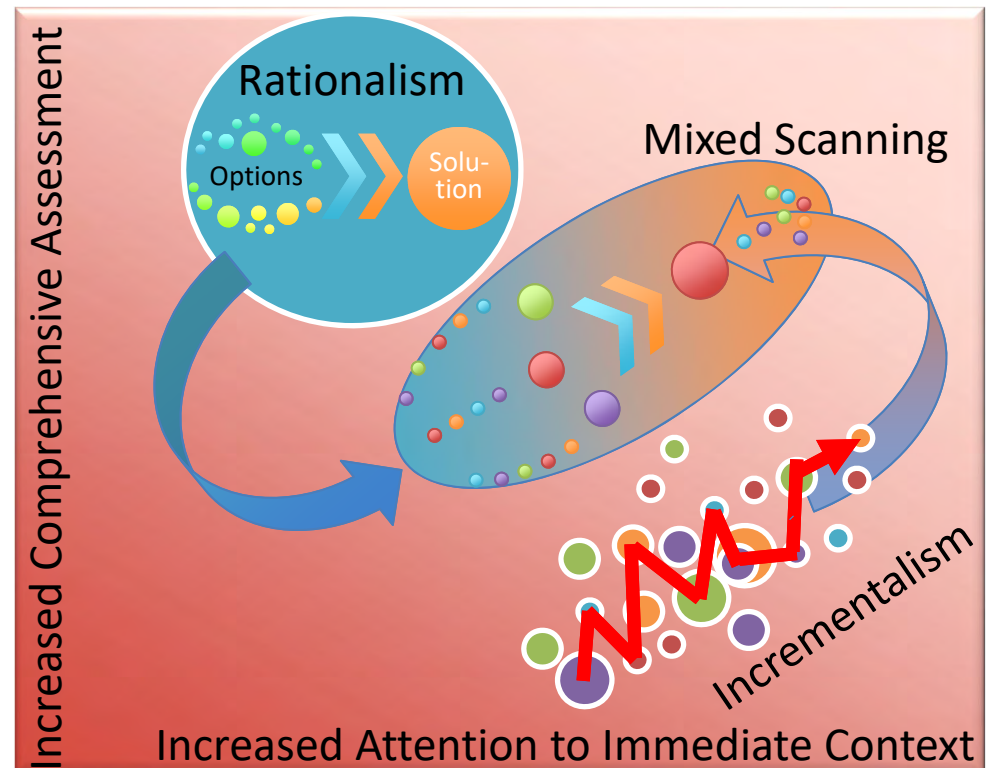 Increased Comprehensive Assessment
Rationalism
Options
Solu-
tion
Mixed Scanning
Incrementalism
Increased Attention to Immediate Context